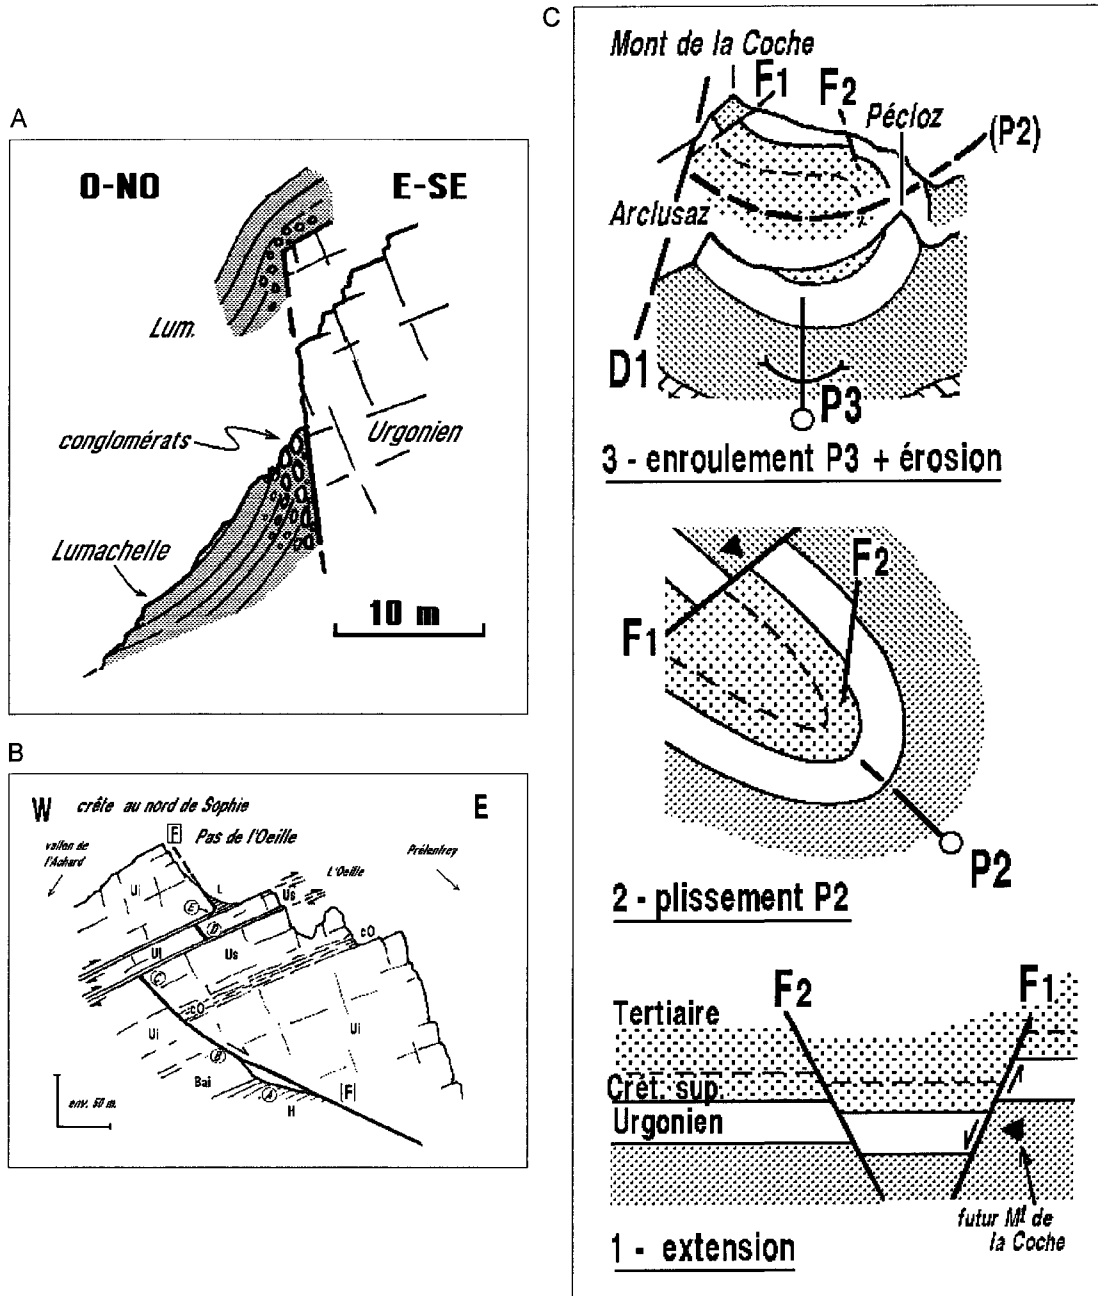 A
O-NO E-SE
Lum.
conglomérats
Urgonien
Lumachelle
10 m
B
W crête au nord de Sophie E
F Pas de l'Oeille
vallon de
l'Achard
L'Oeille
Prélenfrey
Ui
L
Us
E
D
Ui
Us
cO
C
cO
Ui
Ui
B
Bai
A
F
H
env. 50 m.
C
Mont de la Coche
F1 F2
Pécloz
(P2)
Arclusaz
D1
P3
3 - enroulement P3 + érosion
F2
F1
P2
2 - plissement P2
F2 F1
Tertiaire
Crét. sup.
Urgonien
futur Mt de
la Coche
1 - extension